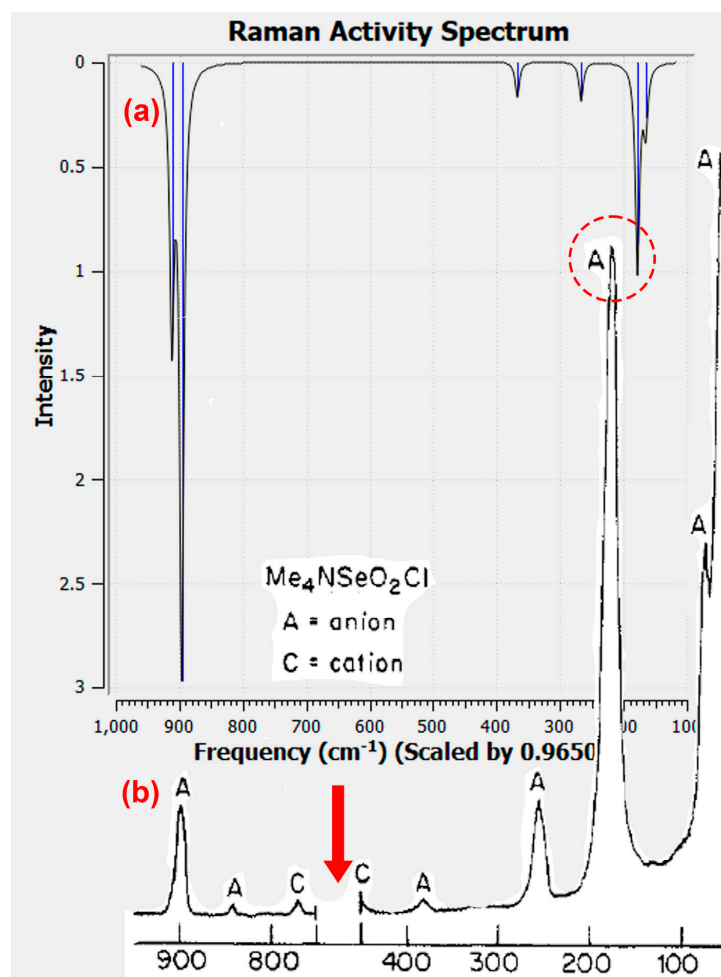 Raman Activity Spectrum
(a)
0
0.5
1
1.5
2
2.5
3
Intensity
A
A
A
Me₄NSeO₂Cl
A = anion
C = cation
1,000 900 800 700 600 500 400 300 200 100
Frequency (cm⁻¹) (Scaled by 0.9650
(b)
A A C C A A
900 800 400 300 200 100